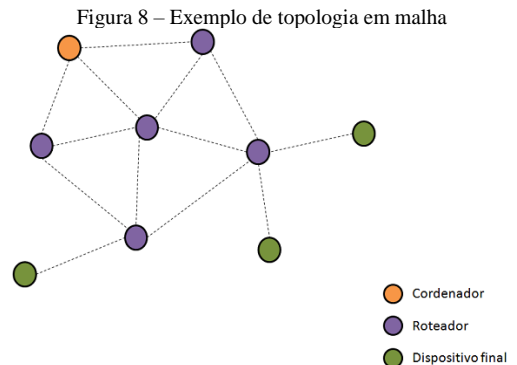 Figura 8 – Exemplo de topologia em malha
Cordenador
Roteador
Dispositivo final